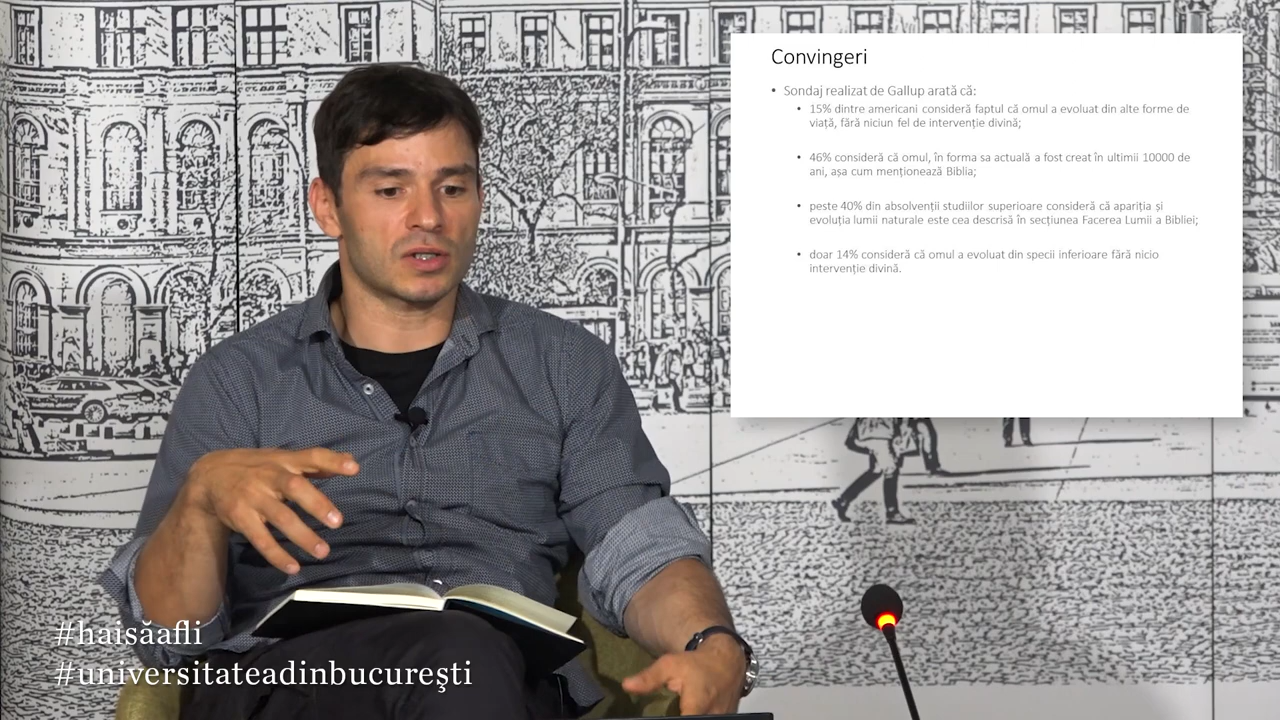 Convingeri
• Sondaj realizat de Gallup arată că:
• 15% dintre americani consideră faptul că omul a evoluat din alte forme de
viață, fără niciun fel de intervenție divină;
• 46% consideră că omul, în forma sa actuală a fost creat în ultimii 10000 de
ani, așa cum menționează Biblia;
• peste 40% din absolvenții studiilor superioare consideră că apariția și
evoluția lumii naturale este cea descrisă în secțiunea Facerea Lumii a Bibliei;
• doar 14% consideră că omul a evoluat din specii inferioare fără nicio
intervenție divină.
#haisăafli
#universitateadinbucureşti